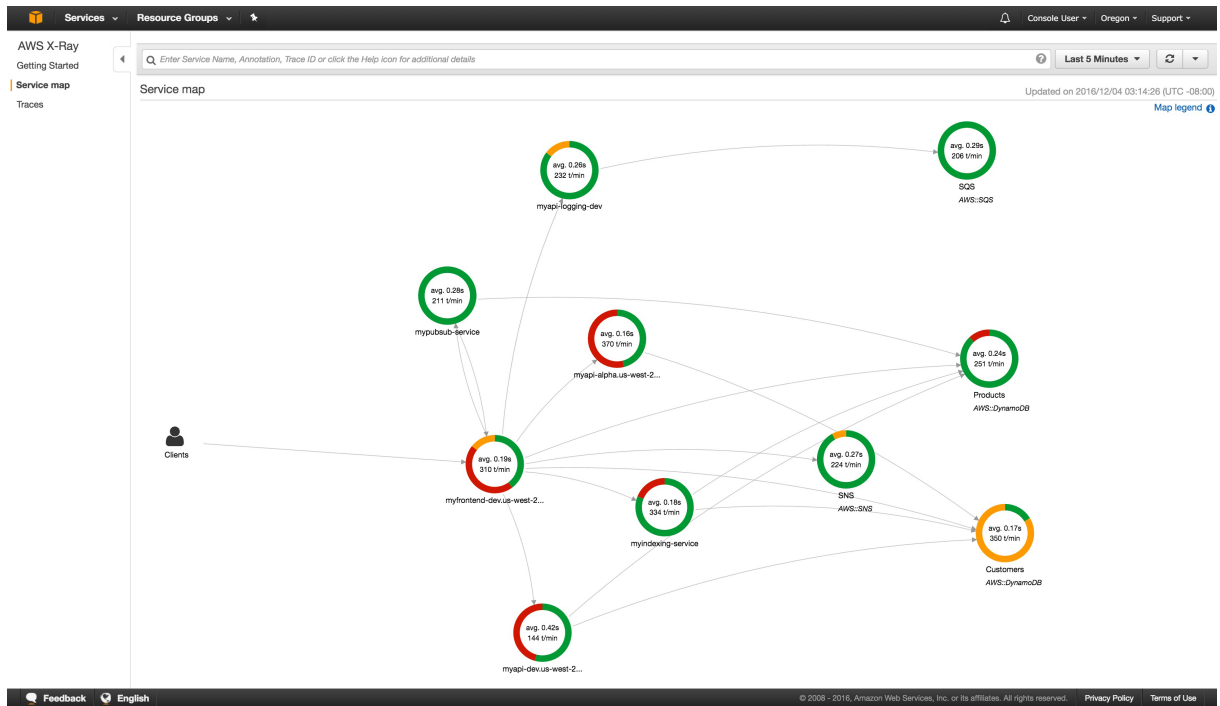 Services
Resource Groups
Console User
Oregon
Support
AWS X-Ray
Getting Started
Service map
Traces
Enter Service Name, Annotation, Trace ID or click the Help icon for additional details
?
Last 5 Minutes
Service map
Updated on 2016/12/04 03:14:26 (UTC -08:00)
Map legend i
avg. 0.29s
206 t/min
SQS
AWS::SQS
avg. 0.26s
232 t/min
myapi-logging-dev
avg. 0.28s
211 t/min
mypubsub-service
avg. 0.16s
370 t/min
myapi-alpha.us-west-2...
avg. 0.24s
251 t/min
Products
AWS::DynamoDB
Clients
avg. 0.19s
310 t/min
myfrontend-dev.us-west-2...
avg. 0.27s
224 t/min
SNS
AWS::SNS
avg. 0.18s
334 t/min
myindexing-service
avg. 0.17s
350 t/min
Customers
AWS::DynamoDB
avg. 0.42s
144 t/min
myapi-dev.us-west-2...
Feedback
English
© 2008 - 2016, Amazon Web Services, Inc. or its affiliates. All rights reserved.
Privacy Policy
Terms of Use